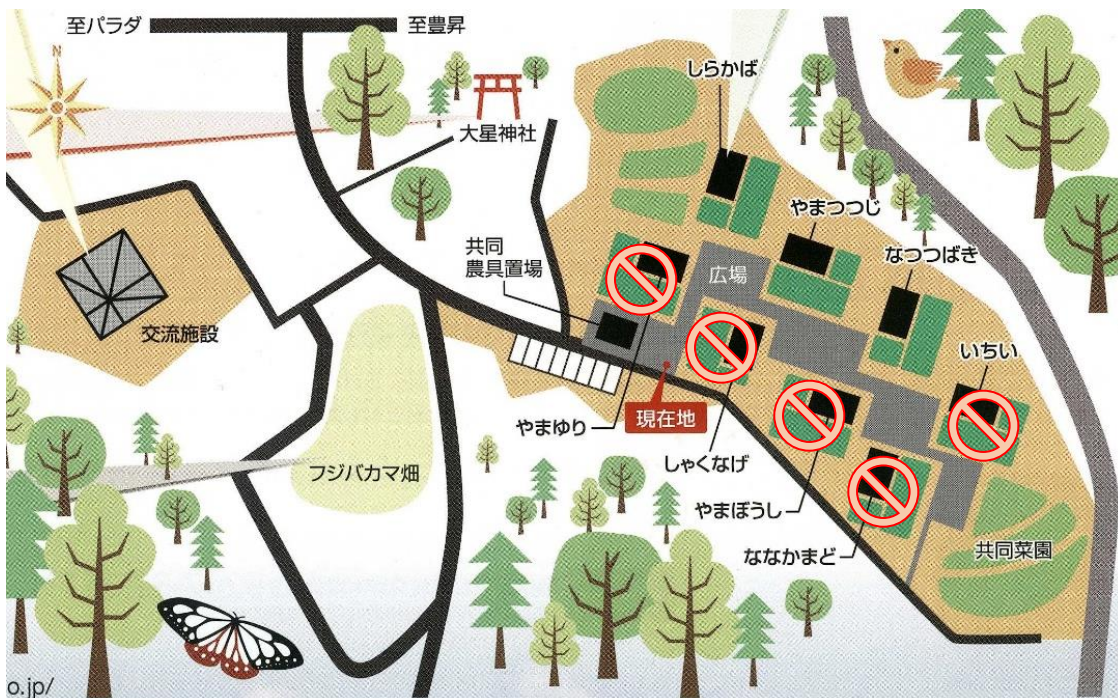 至パラダ
至豊昇
N
大星神社
しらかば
やまつつじ
なつつばき
共同
農具置場
広場
いちい
交流施設
やまゆり
現在地
しゃくなげ
フジバカマ畑
やまぼうし
ななかまど
共同菜園
o.jp/